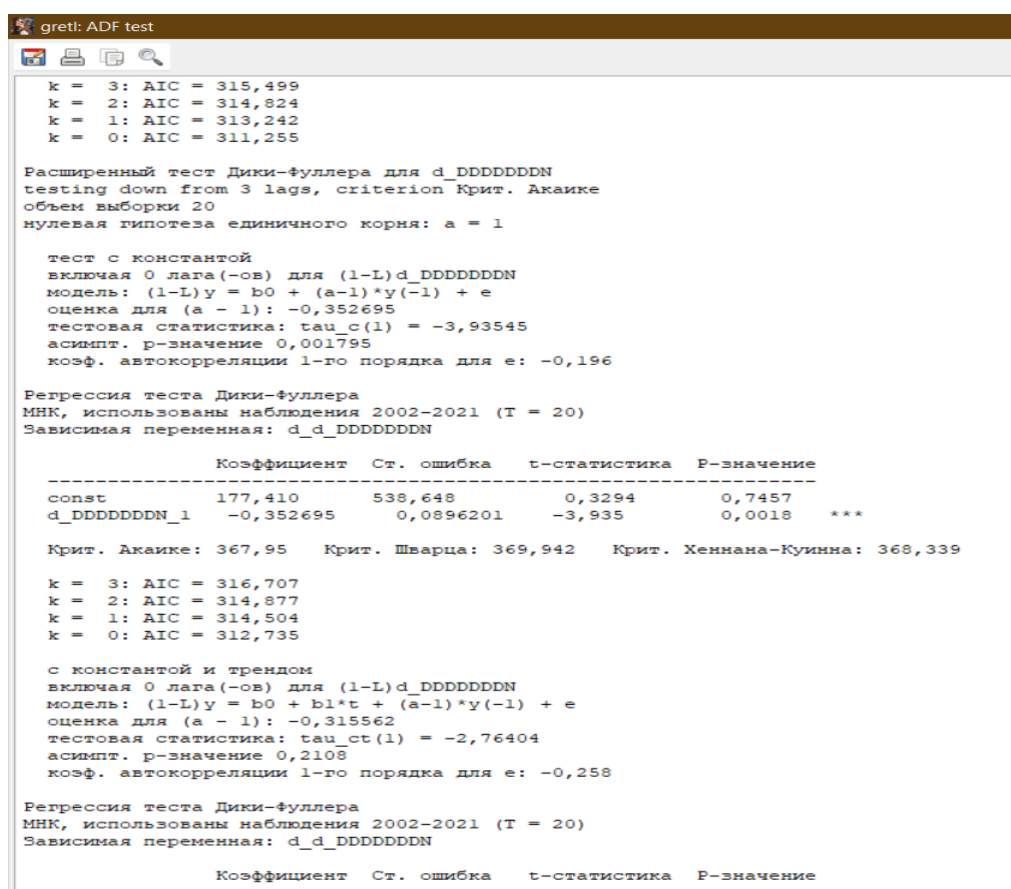 gretl: ADF test
k = 3: AIC = 315,499
k = 2: AIC = 314,824
k = 1: AIC = 313,242
k = 0: AIC = 311,255
Расширенный тест Дики-Фуллера для d_DDDDDDDN
testing down from 3 lags, criterion Крит. Акаике
объем выборки 20
нулевая гипотеза единичного корня: a = 1
тест с константой
включая 0 лага(-ов) для (1-L)d_DDDDDDDN
модель: (1-L)y = b0 + (a-1)*y(-1) + e
оценка для (a - 1): -0,352695
тестовая статистика: tau_c(1) = -3,93545
асимпт. p-значение 0,001795
коэф. автокорреляции 1-го порядка для e: -0,196
Регрессия теста Дики-Фуллера
МНК, использованы наблюдения 2002-2021 (T = 20)
Зависимая переменная: d_d_DDDDDDDN
Коэффициент Ст. ошибка t-статистика P-значение
const 177,410 538,648 0,3294 0,7457
d_DDDDDDDN_1 -0,352695 0,0896201 -3,935 0,0018 ***
Крит. Акаике: 367,95 Крит. Шварца: 369,942 Крит. Хеннана-Куинна: 368,339
k = 3: AIC = 316,707
k = 2: AIC = 314,877
k = 1: AIC = 314,504
k = 0: AIC = 312,735
с константой и трендом
включая 0 лага(-ов) для (1-L)d_DDDDDDDN
модель: (1-L)y = b0 + b1*t + (a-1)*y(-1) + e
оценка для (a - 1): -0,315562
тестовая статистика: tau_ct(1) = -2,76404
асимпт. p-значение 0,2108
коэф. автокорреляции 1-го порядка для e: -0,258
Регрессия теста Дики-Фуллера
МНК, использованы наблюдения 2002-2021 (T = 20)
Зависимая переменная: d_d_DDDDDDDN
Коэффициент Ст. ошибка t-статистика P-значение